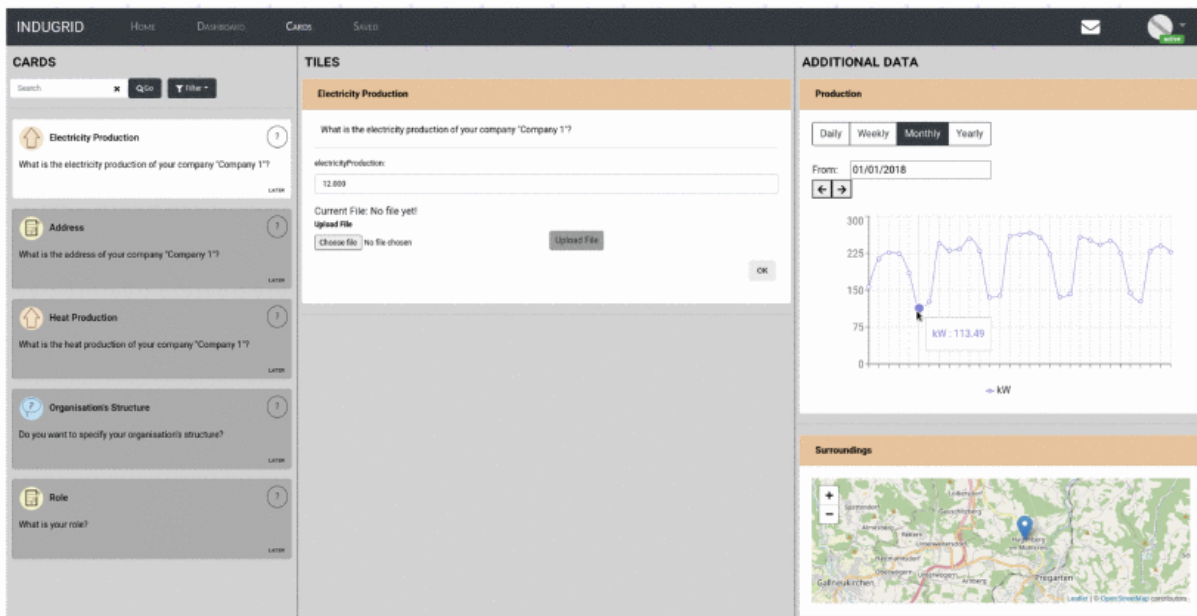 INDUGRID Home Dashboard Cards Saved
active
CARDS
Search Go Filter
Electricity Production ?
What is the electricity production of your company "Company 1"?
LATER
Address ?
What is the address of your company "Company 1"?
LATER
Heat Production ?
What is the heat production of your company "Company 1"?
LATER
? Organisation's Structure ?
Do you want to specify your organisation's structure?
LATER
Role ?
What is your role?
LATER
TILES
Electricity Production
What is the electricity production of your company "Company 1"?
electricityProduction:
12.000
Current File: No file yet!
Upload File
Choose file No file chosen Upload File
OK
ADDITIONAL DATA
Production
Daily Weekly Monthly Yearly
From: 01/01/2018
300
225
150
75
0
kW : 113.49
kW
Surroundings
+
−
Gallneukirchen
Pregarten
Leaflet | © OpenStreetMap contributors